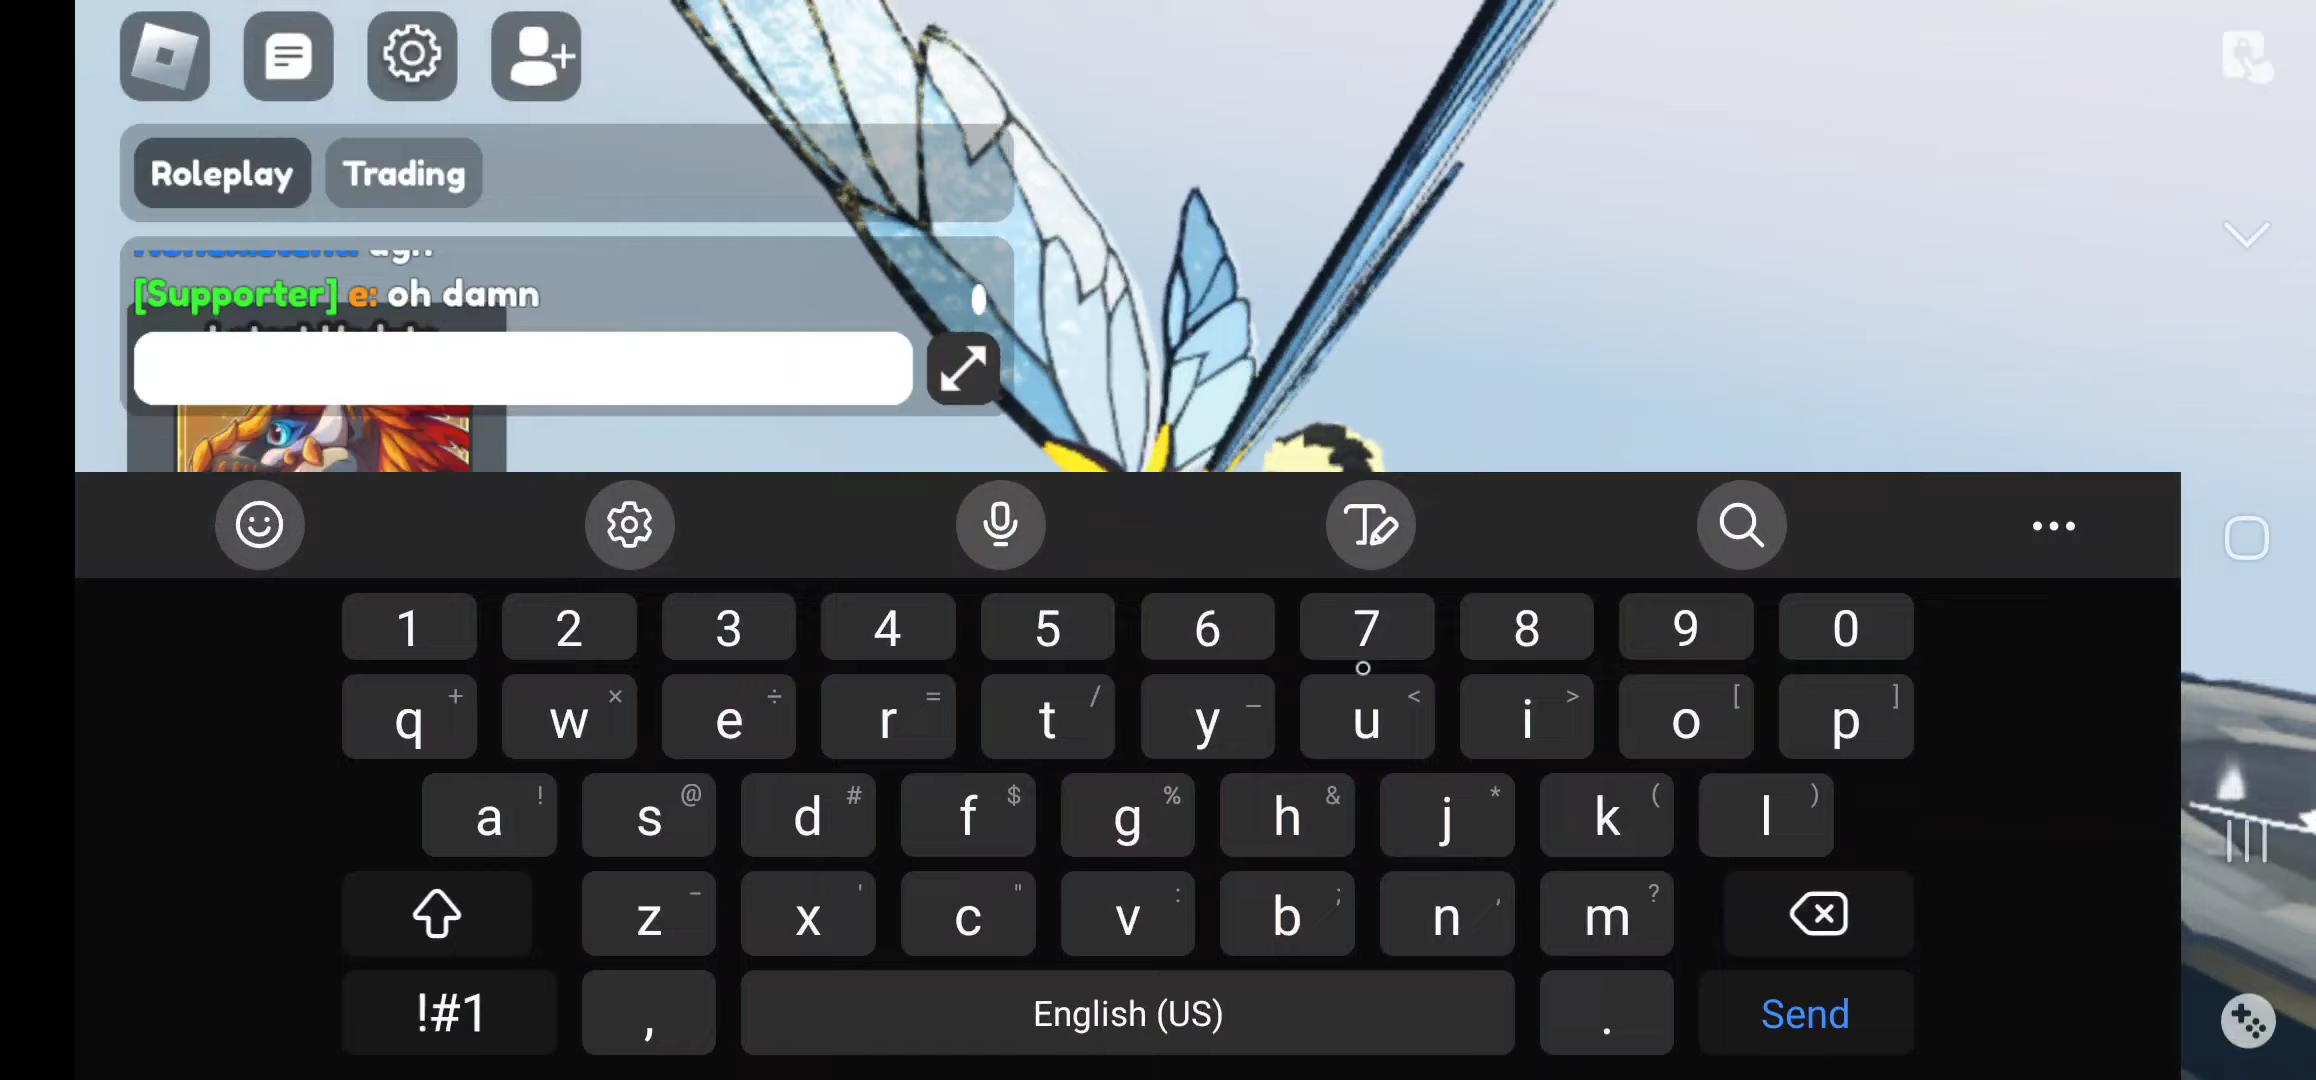 Roleplay Trading
[Supporter] e: oh damn
1 2 3 4 5 6 7 8 9 0
q + w × e ÷ r = t / y _ u < i > o [ p ]
a ! s @ d # f $ g % h & j * k ( l )
z - x ' c " v : b ; n , m ?
!#1 , English (US) . Send